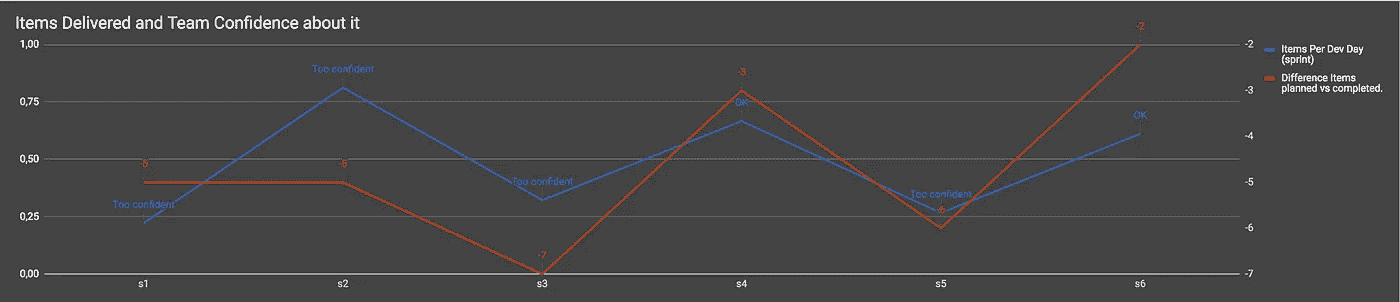 Items Delivered and Team Confidence about it
-2
1,00
-2
Items Per Dev Day
(sprint)
Too confident
-3
Difference Items
planned vs completed.
0,75
-3
OK
OK
-4
0,50
-5
-5
Too confident
-5
Too confident
Too confident
0,25
-6
-6
-7
0,00
-7
s1
s2
s3
s4
s5
s6